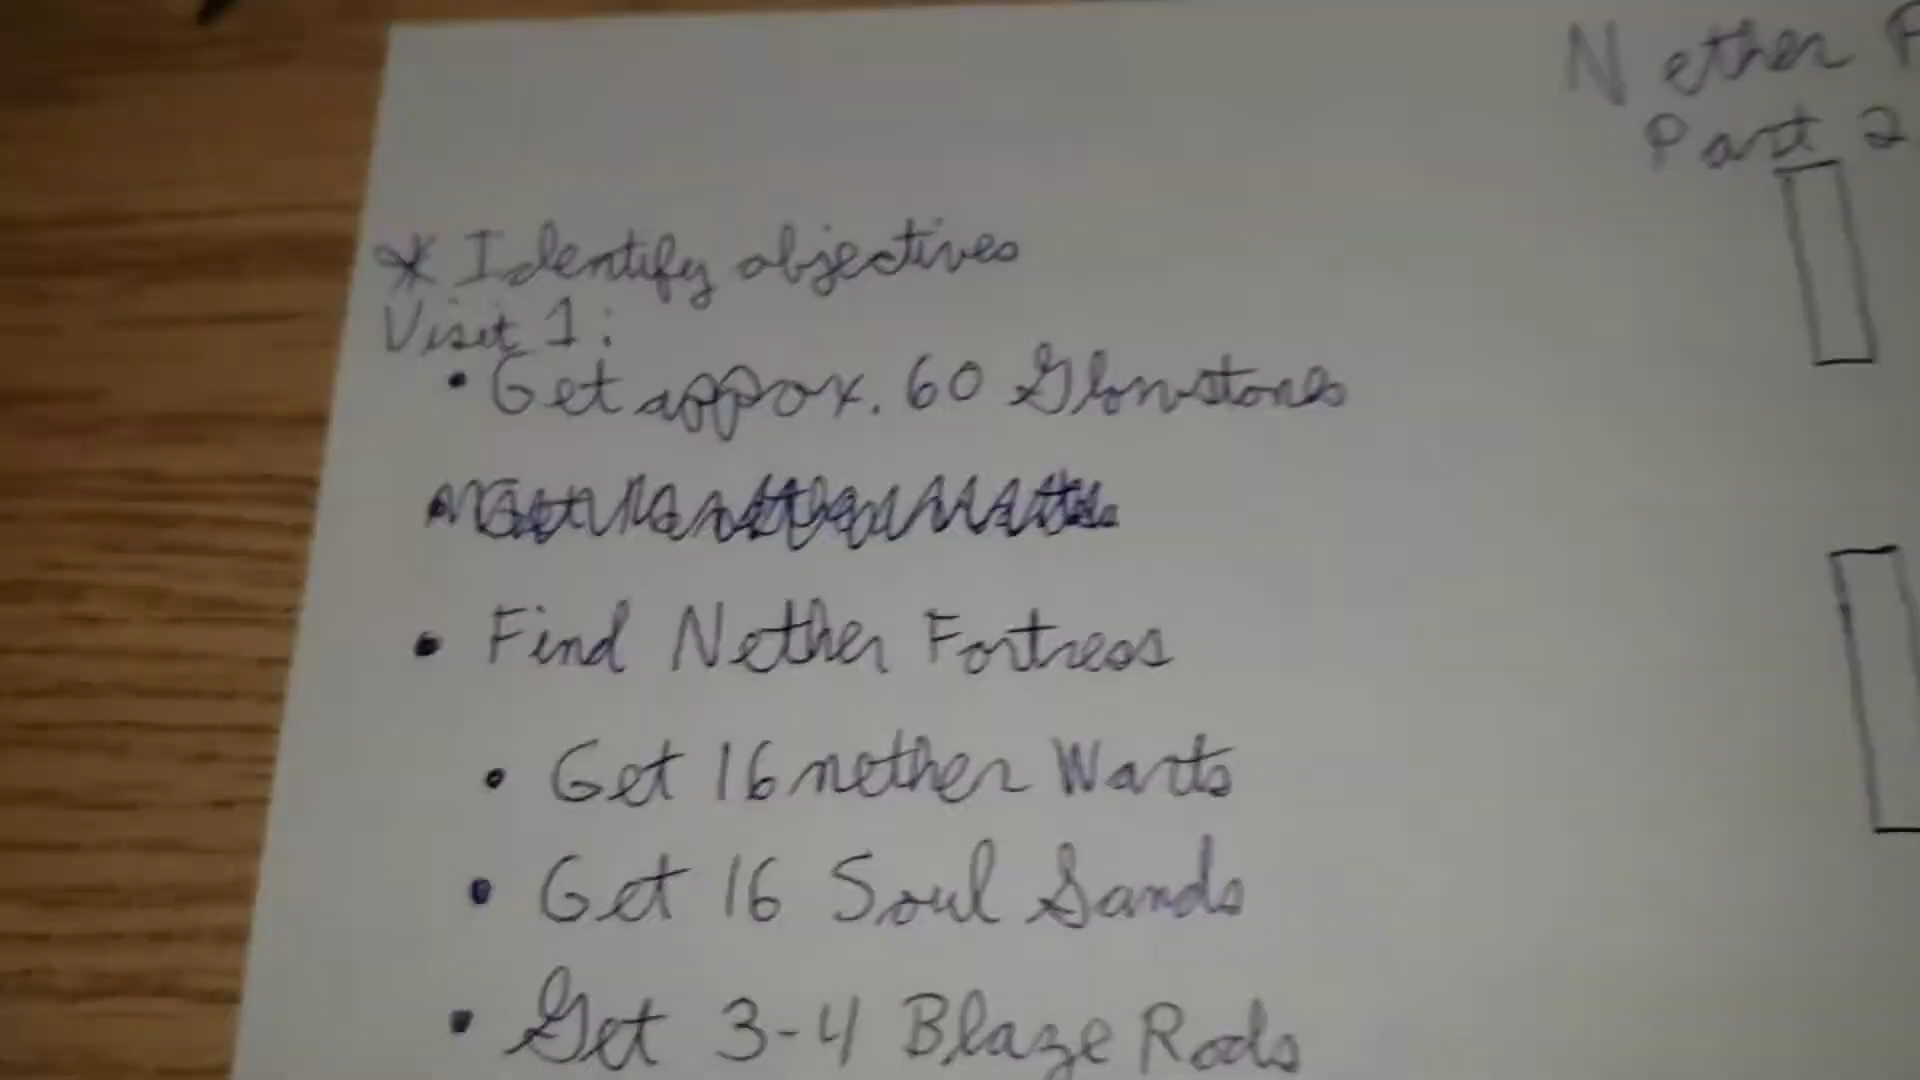 Nether
Part 2
* Identify objectives
Visit 1:
• Get approx. 60 Glowstones
• Find Nether Fortress
• Get 16 nether Warts
• Get 16 Soul Sands
• Get 3-4 Blaze Rods